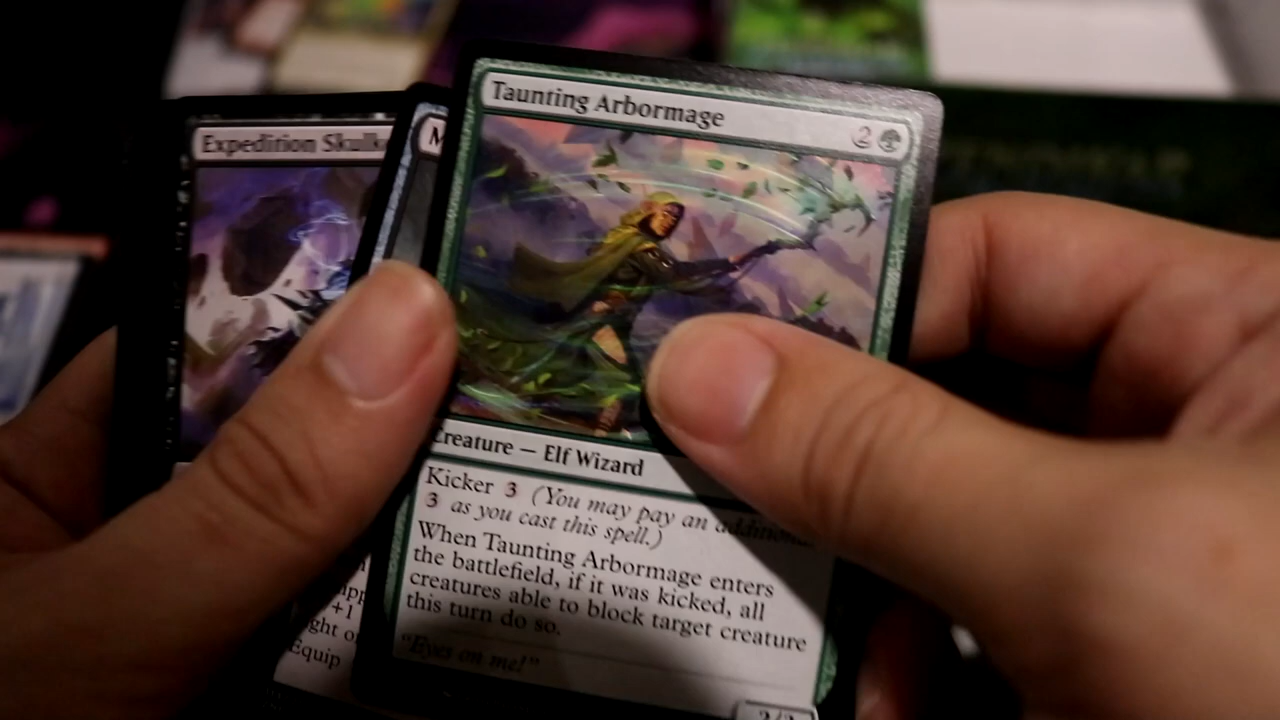 Taunting Arbormage
2
Expedition Skulk
M
Creature — Elf Wizard
Kicker 3 (You may pay an additional
3 as you cast this spell.)
When Taunting Arbormage enters
the battlefield, if it was kicked, all
creatures able to block target creature
this turn do so.
"Eyes on me!"
+1
Equip